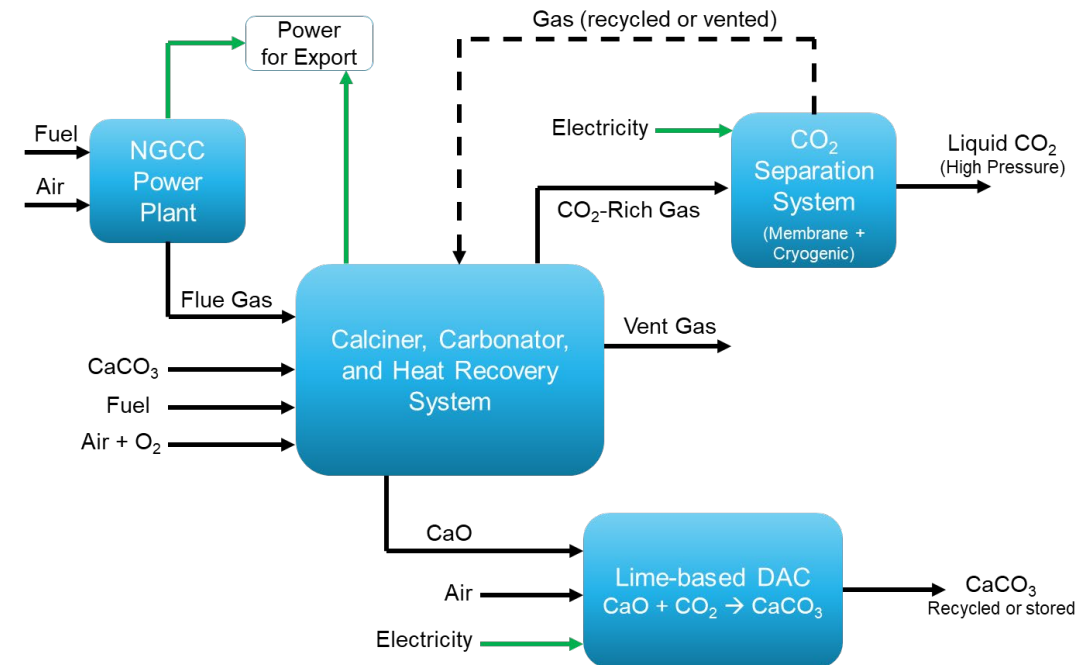 Gas (recycled or vented)
Power
for Export
Fuel
Air
NGCC
Power
Plant
Electricity
CO₂
Separation
System
(Membrane +
Cryogenic)
Liquid CO₂
(High Pressure)
CO₂-Rich Gas
Flue Gas
CaCO₃
Fuel
Air + O₂
Calciner, Carbonator,
and Heat Recovery
System
Vent Gas
CaO
Air
Electricity
Lime-based DAC
CaO + CO₂ → CaCO₃
CaCO₃
Recycled or stored